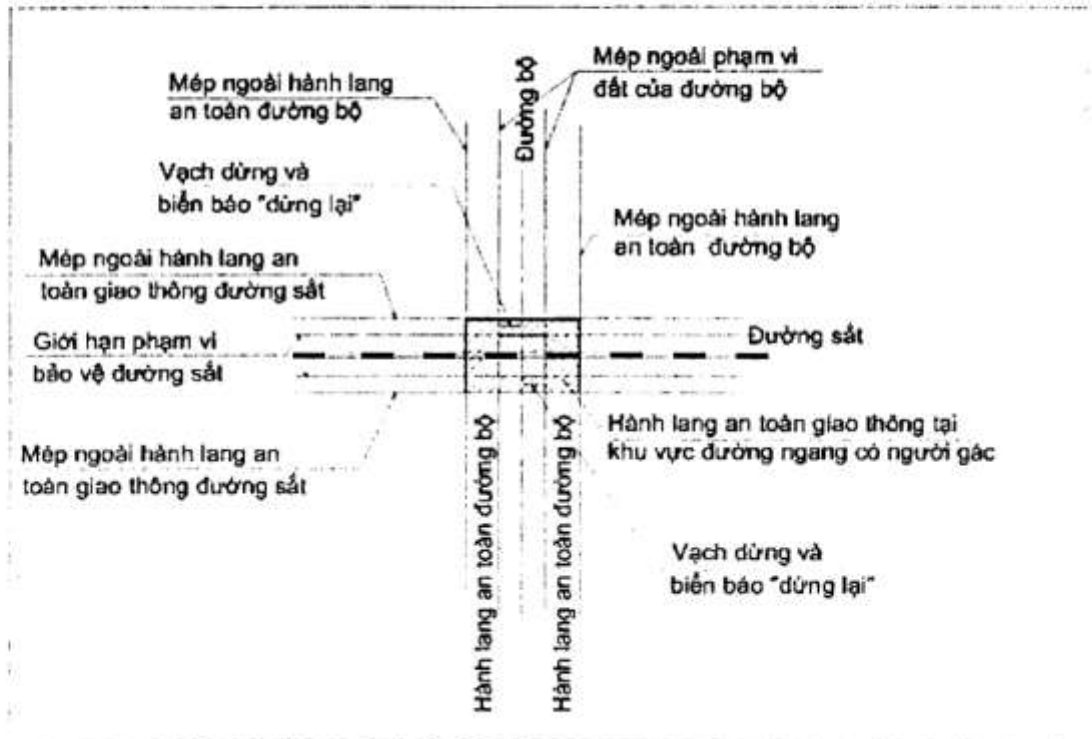 Mép ngoài hành lang
an toàn đường bộ
Đường bộ
Mép ngoài phạm vi
đất của đường bộ
Vạch dừng và
biển báo "dừng lại"
Mép ngoài hành lang
an toàn đường bộ
Mép ngoài hành lang an
toàn giao thông đường sắt
Giới hạn phạm vi
bảo vệ đường sắt
Đường sắt
Mép ngoài hành lang an
toàn giao thông đường sắt
Hành lang an toàn đường bộ
Hành lang an toàn đường bộ
Hành lang an toàn giao thông tại
khu vực đường ngang có người gác
Vạch dừng và
biển báo "dừng lại"